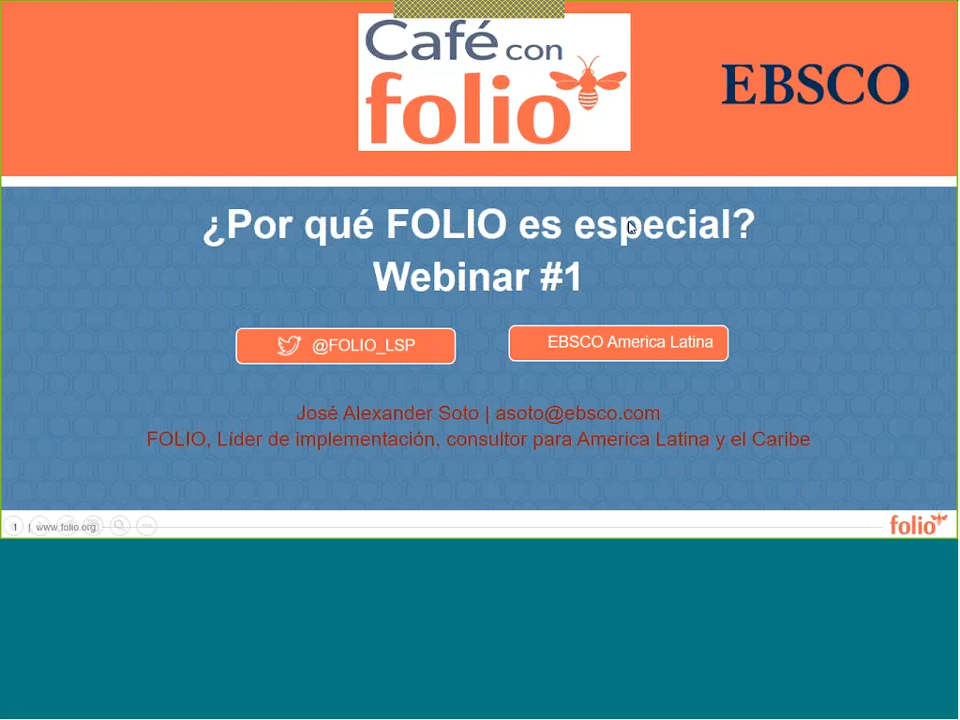 Café con
folio
EBSCO
¿Por qué FOLIO es especial?
Webinar #1
@FOLIO_LSP
EBSCO America Latina
José Alexander Soto | asoto@ebsco.com
FOLIO, Líder de implementación, consultor para America Latina y el Caribe
1 | www.folio.org
folio